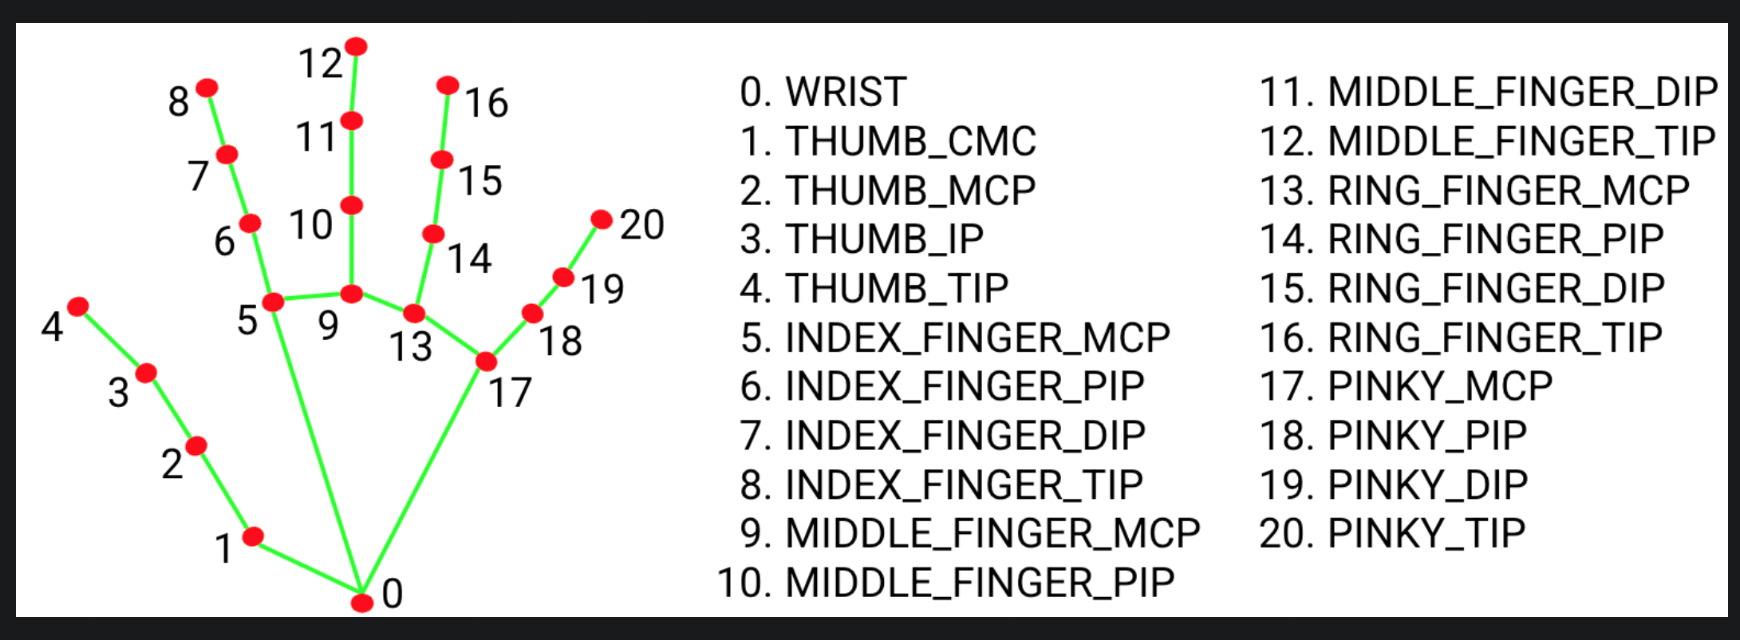 12
8
16
11
7
15
10
6
14
20
19
4
5
9
13
18
3
17
2
1
0
0. WRIST
1. THUMB_CMC
2. THUMB_MCP
3. THUMB_IP
4. THUMB_TIP
5. INDEX_FINGER_MCP
6. INDEX_FINGER_PIP
7. INDEX_FINGER_DIP
8. INDEX_FINGER_TIP
9. MIDDLE_FINGER_MCP
10. MIDDLE_FINGER_PIP
11. MIDDLE_FINGER_DIP
12. MIDDLE_FINGER_TIP
13. RING_FINGER_MCP
14. RING_FINGER_PIP
15. RING_FINGER_DIP
16. RING_FINGER_TIP
17. PINKY_MCP
18. PINKY_PIP
19. PINKY_DIP
20. PINKY_TIP